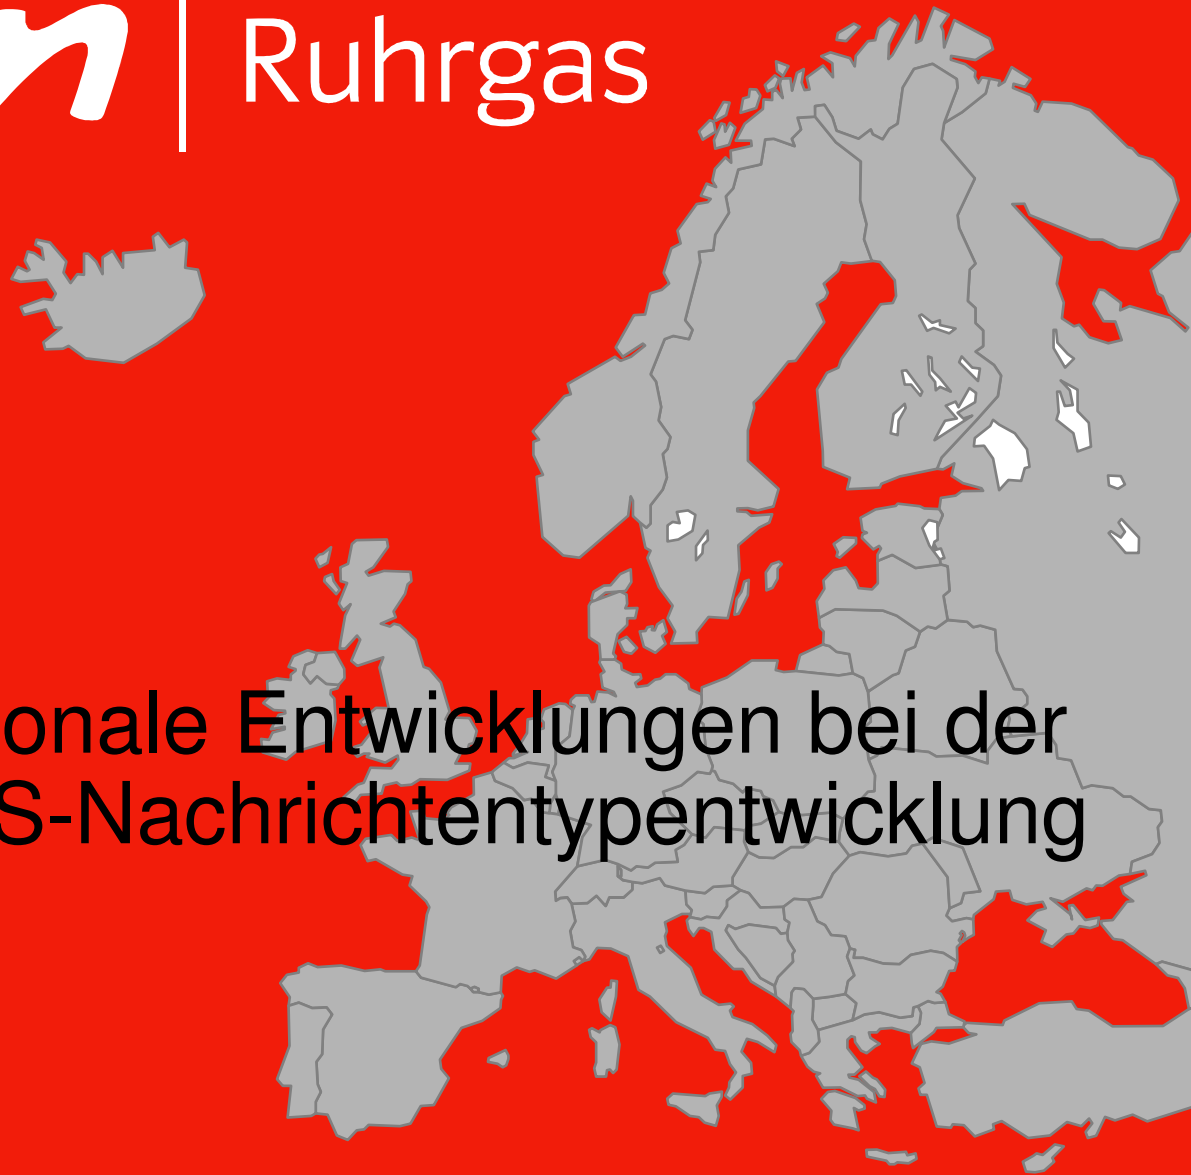 n | Ruhrgas
onale Entwicklungen bei der
S-Nachrichtentypentwicklung